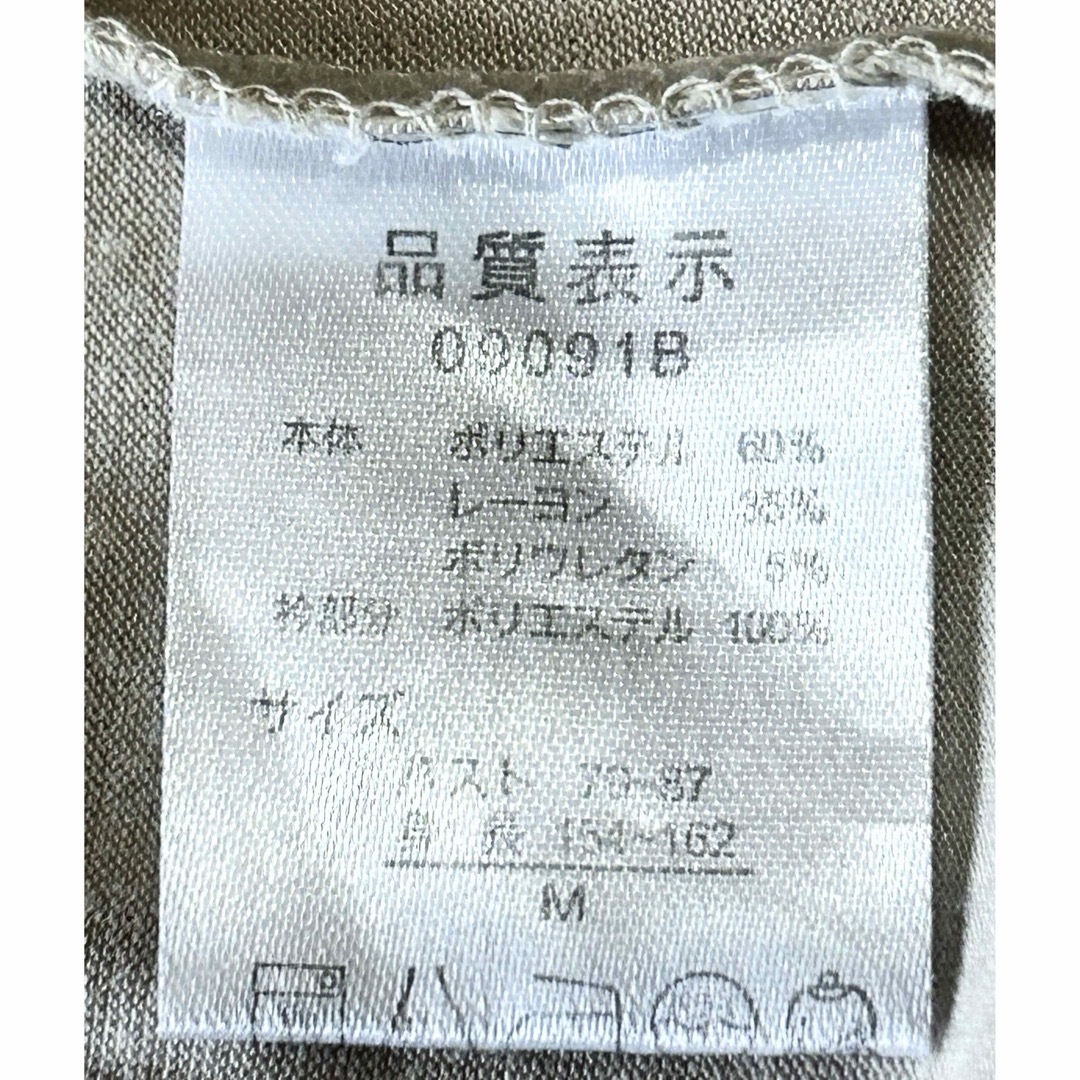 品質表示
09091B
本体 ポリエステル 60%
レーヨン 35%
ポリウレタン 5%
衿部分 ポリエステル 100%
サイズ
バスト 79~87
身長 154~162
M